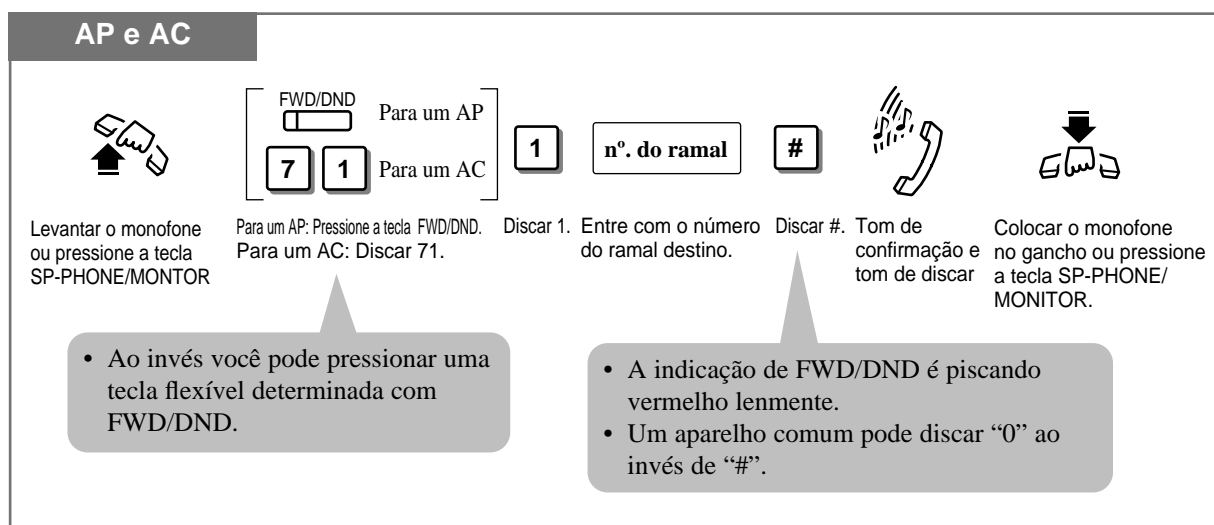 AP e AC
FWD/DND
Para um AP
7 1 Para um AC
1
nº. do ramal
#
Levantar o monofone
ou pressione a tecla
SP-PHONE/MONTOR
Para um AP: Pressione a tecla FWD/DND.
Para um AC: Discar 71.
Discar 1.
Entre com o número
do ramal destino.
Discar #.
Tom de
confirmação e
tom de discar
Colocar o monofone
no gancho ou pressione
a tecla SP-PHONE/
MONITOR.
• Ao invés você pode pressionar uma
tecla flexível determinada com
FWD/DND.
• A indicação de FWD/DND é piscando
vermelho lenmente.
• Um aparelho comum pode discar “0” ao
invés de “#”.